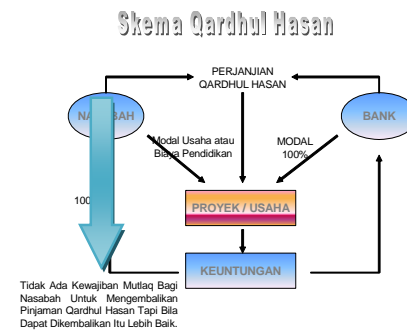 Skema Qardhul Hasan
PERJANJIAN
QARDHUL HASAN
BANK
Modal Usaha atau
Biaya Pendidikan
MODAL
100%
PROYEK / USAHA
KEUNTUNGAN
Tidak Ada Kewajiban Mutlaq Bagi
Nasabah Untuk Mengembalikan
Pinjaman Qardhul Hasan Tapi Bila
Dapat Dikembalikan Itu Lebih Baik.